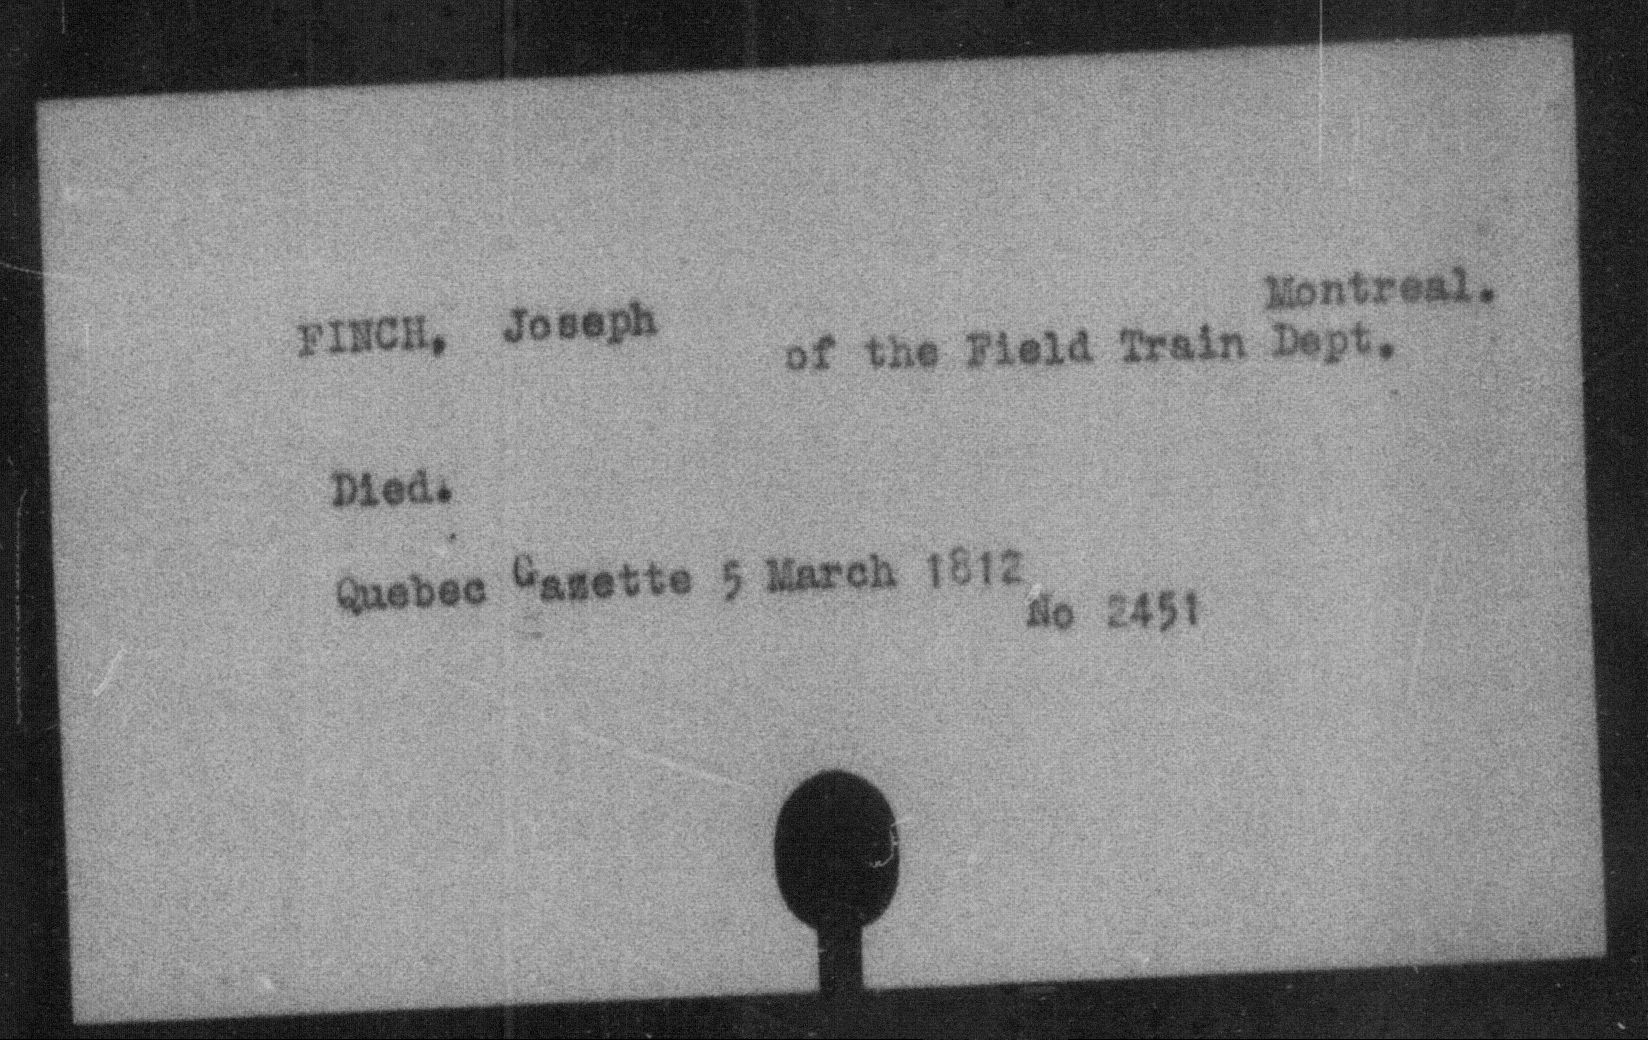 Montreal.
FINCH, Joseph
of the Field Train Dept.
Died.
Quebec Gazette 5 March 1812
No 2451